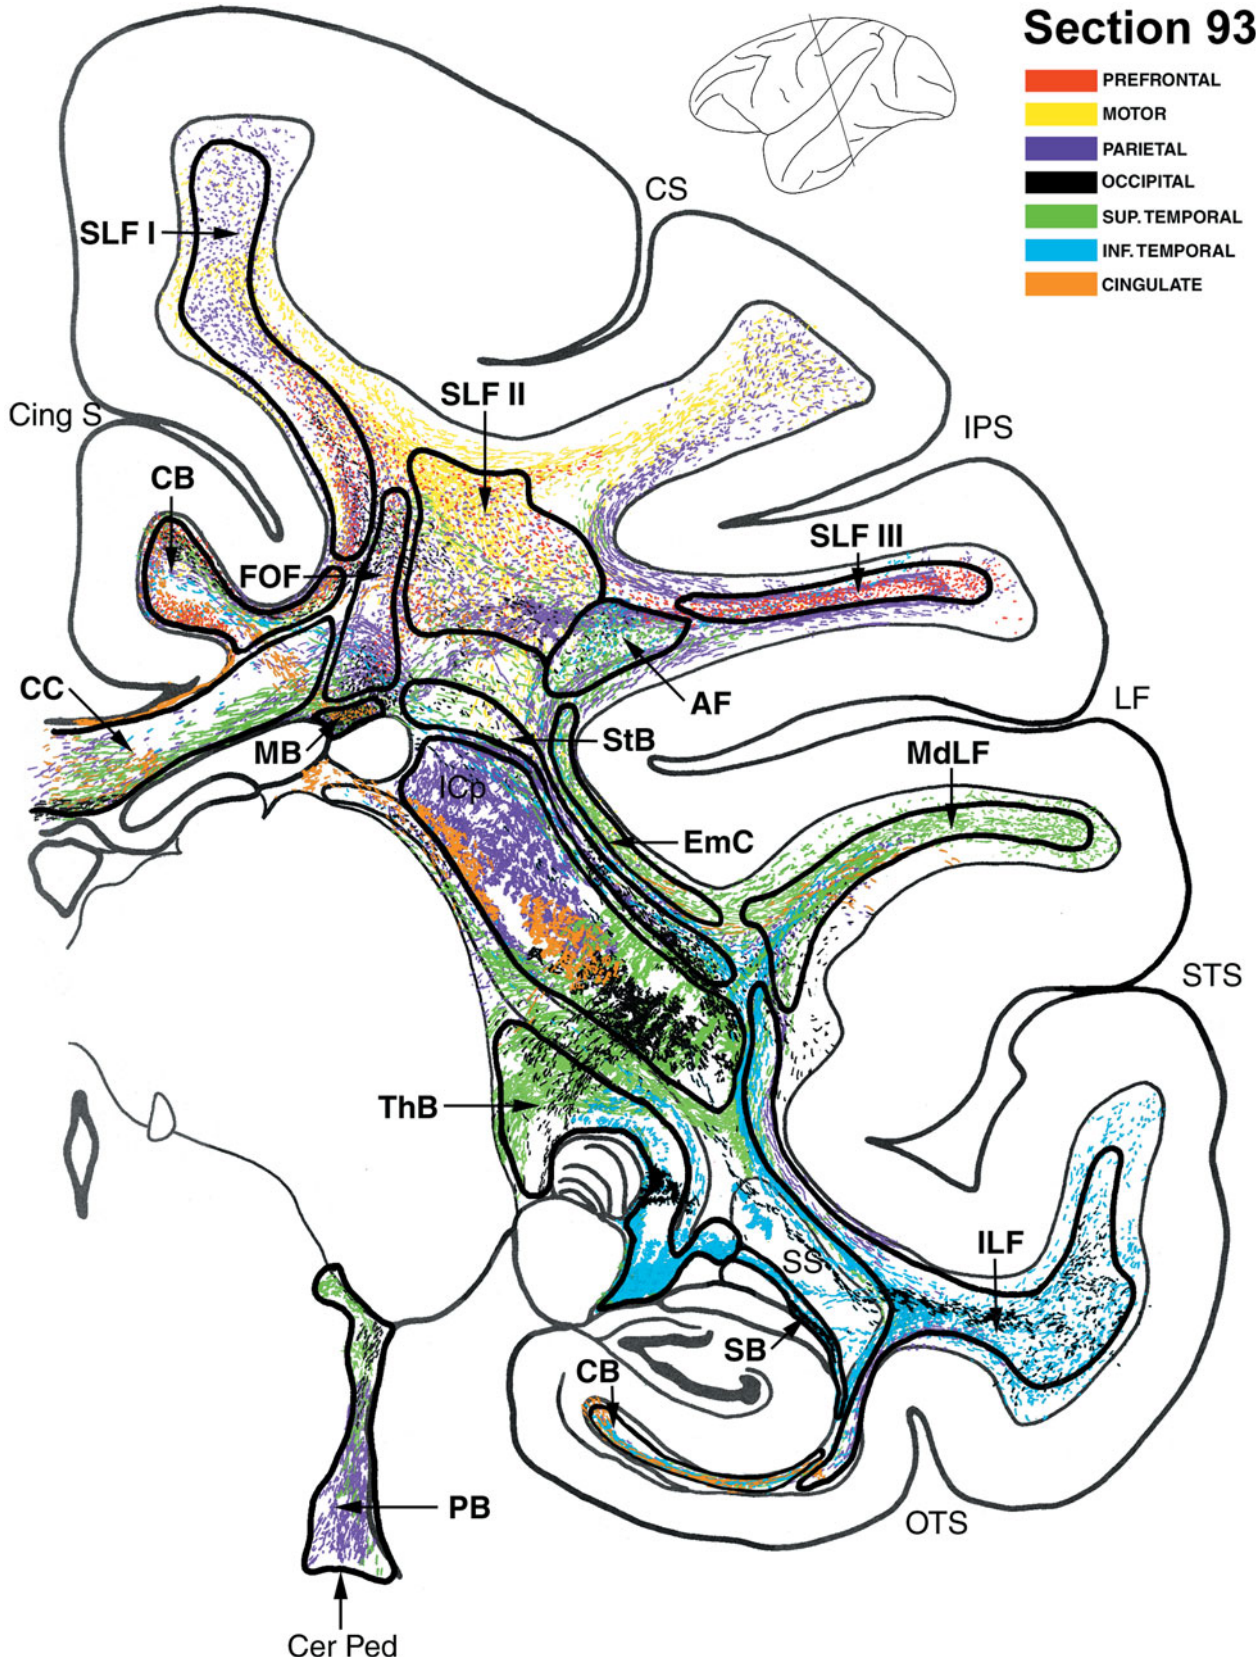 Section 93
PREFRONTAL
MOTOR
PARIETAL
OCCIPITAL
SUP. TEMPORAL
INF. TEMPORAL
CINGULATE
CS
SLF I
SLF II
Cing S
IPS
CB
SLF III
FOF
CC
AF
LF
MB
StB
MdLF
ICp
EmC
STS
ThB
ILF
SS
SB
CB
PB
OTS
Cer Ped